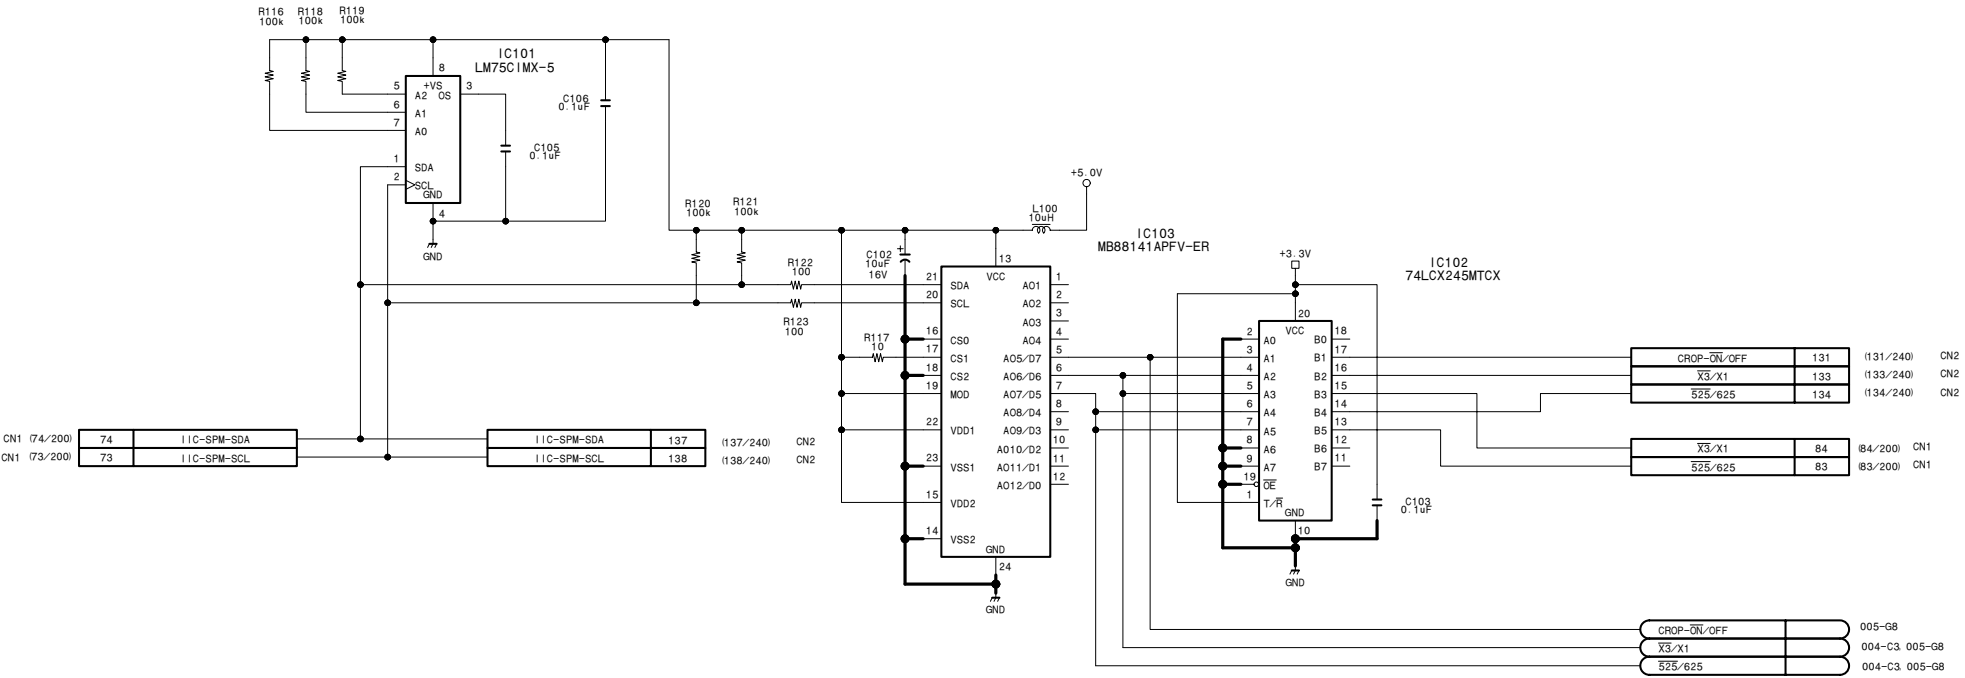 R116
100k
R118
100k
R119
100k
IC101
LM75CIMX-5
8
+VS
5
A2
OS
3
6
A1
7
A0
1
SDA
2
SCL
GND
4
GND
C106
0.1uF
C105
0.1uF
R120
100k
R121
100k
+5.0V
L100
10uH
IC103
MB88141APFV-ER
R122
100
R123
100
C102
10uF
16V
+
R117
10
13
VCC
21 SDA
20 SCL
16 CS0
17 CS1
18 CS2
19 MOD
22 VDD1
23 VSS1
15 VDD2
14 VSS2
GND
24
GND
AO1 1
AO2 2
AO3 3
AO4 4
AO5/D7 5
AO6/D6 6
AO7/D5 7
AO8/D4 8
AO9/D3 9
AO10/D2 10
AO11/D1 11
AO12/D0 12
+3.3V
IC102
74LCX245MTCX
20
VCC
2 A0
3 A1
4 A2
5 A3
6 A4
7 A5
8 A6
9 A7
19 OE
1 T/R
GND
10
GND
B0 18
B1 17
B2 16
B3 15
B4 14
B5 13
B6 12
B7 11
C103
0.1uF
CROP-ON/OFF 131 (131/240) CN2
X3/X1 133 (133/240) CN2
525/625 134 (134/240) CN2
X3/X1 84 (84/200) CN1
525/625 83 (83/200) CN1
CN1 (74/200) 74 IIC-SPM-SDA
CN1 (73/200) 73 IIC-SPM-SCL
IIC-SPM-SDA 137 (137/240) CN2
IIC-SPM-SCL 138 (138/240) CN2
CROP-ON/OFF 005-G8
X3/X1 004-C3, 005-G8
525/625 004-C3, 005-G8